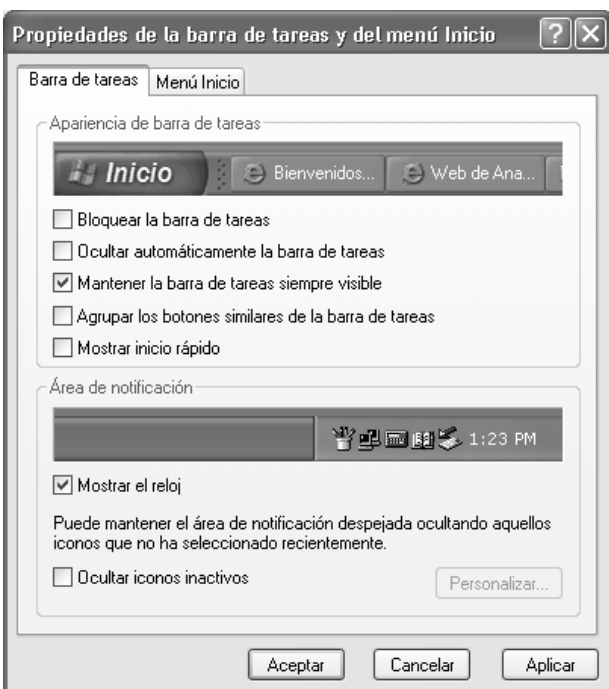 Propiedades de la barra de tareas y del menú Inicio
Barra de tareas Menú Inicio
Apariencia de barra de tareas
Inicio Bienvenidos... Web de Ana...
Bloquear la barra de tareas
Ocultar automáticamente la barra de tareas
Mantener la barra de tareas siempre visible
Agrupar los botones similares de la barra de tareas
Mostrar inicio rápido
Área de notificación
1:23 PM
Mostrar el reloj
Puede mantener el área de notificación despejada ocultando aquellos
iconos que no ha seleccionado recientemente.
Ocultar iconos inactivos Personalizar...
Aceptar Cancelar Aplicar